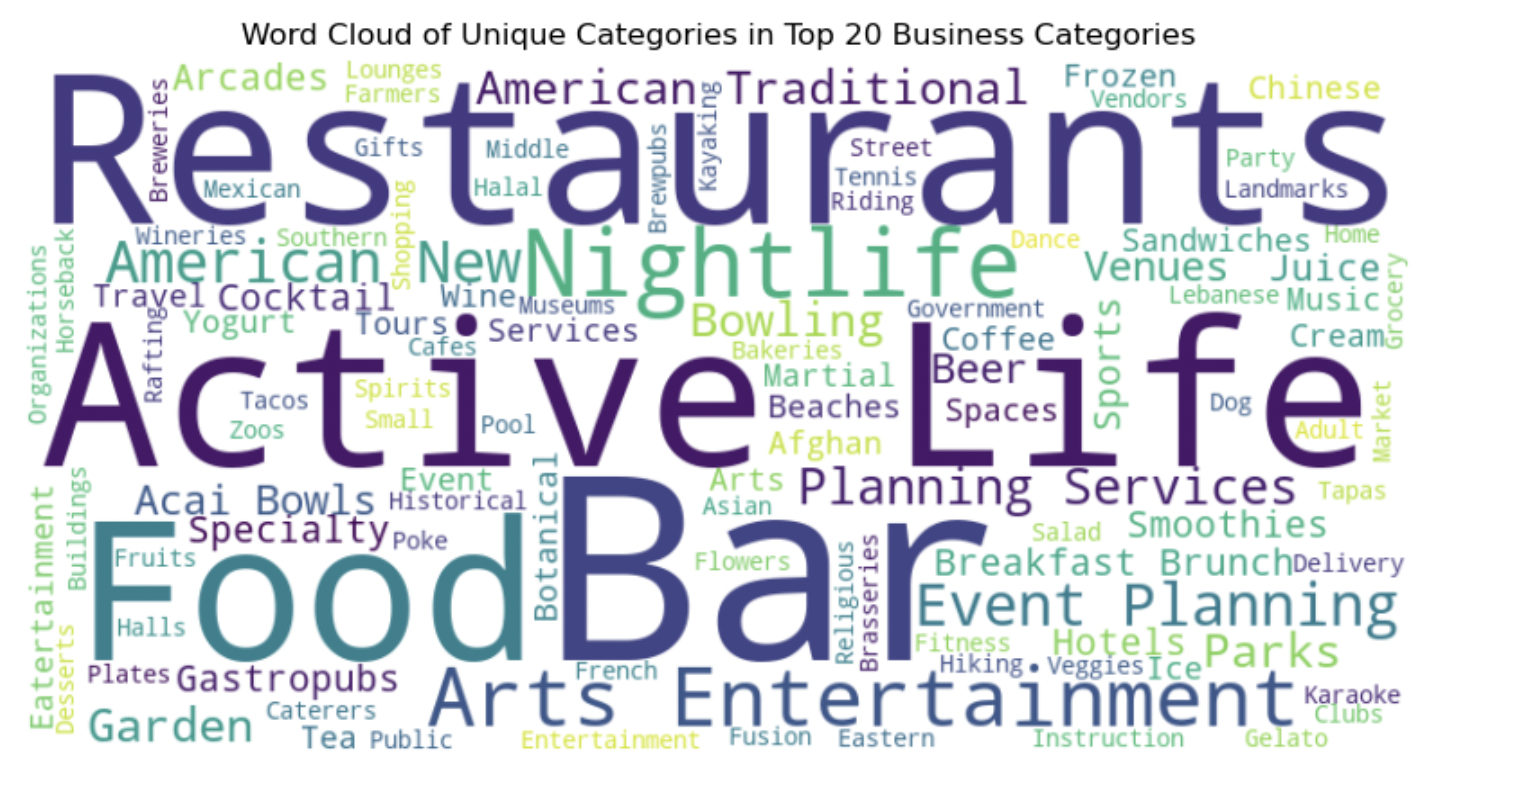 Word Cloud of Unique Categories in Top 20 Business Categories
Restaurants
Breweries
Arcades
Lounges
Farmers
American Traditional
Frozen
Vendors
Chinese
Gifts
Middle
Kayaking
Brewpubs
Street
Party
Mexican
Shopping
Halal
Tennis
Riding
Landmarks
Wineries
Southern
American New
Nightlife
Dance
Sandwiches
Home
Organizations
Horseback
Venues
Juice
Travel
Cocktail
Wine
Museums
Government
Lebanese
Music
Grocery
Yogurt
Tours
Services
Bowling
Coffee
Sports
Cream
Rafting
Cafes
Bakeries
Active Life
Tacos
Spirits
Martial
Beer
Zoos
Small
Pool
Beaches
Spaces
Dog
Adult
Market
Afghan
Event
Arts
Planning Services
Tapas
Buildings
Acai Bowls
Historical
Botanical
Asian
Eatertainment
Specialty
Poke
Food
Bar
Salad
Smoothies
Fruits
Flowers
Religious
Brasseries
Breakfast Brunch
Delivery
Event Planning
Halls
Desserts
Fitness
Hotels
Parks
Plates
Gastropubs
French
Hiking
Veggies
Ice
Arts Entertainment
Karaoke
Garden
Caterers
Clubs
Tea
Public
Entertainment
Fusion
Eastern
Instruction
Gelato